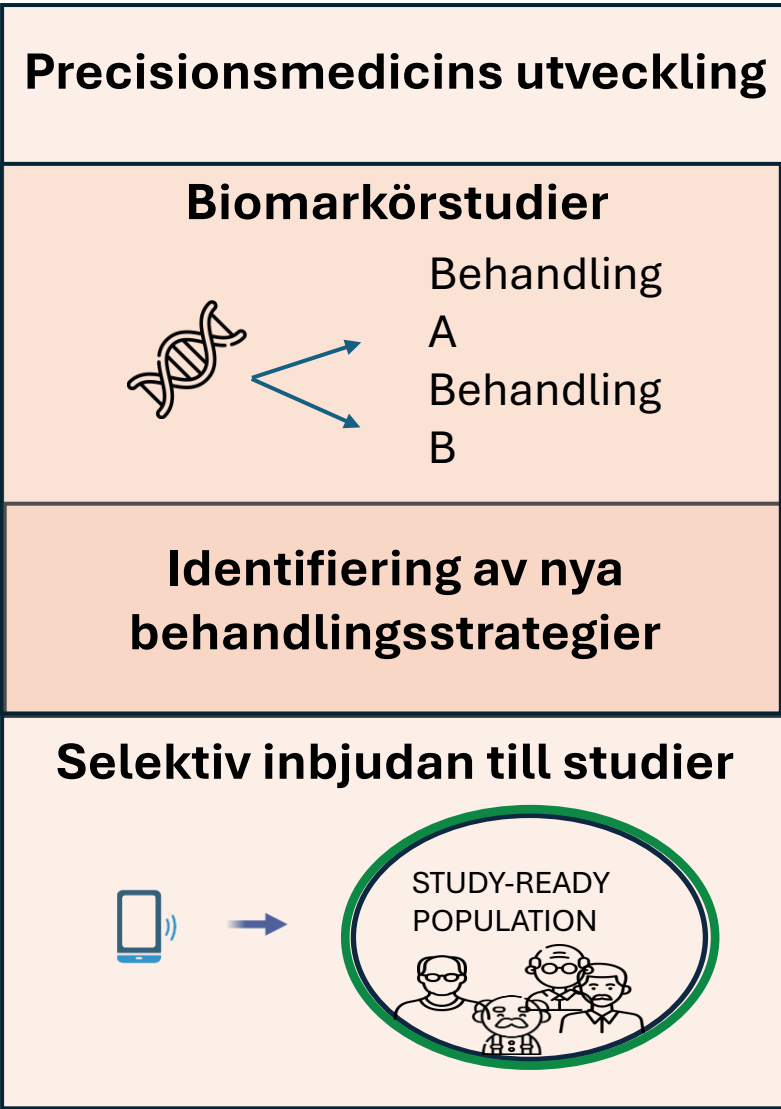 Precisionsmedicins utveckling
Biomarkörstudier
Behandling
A
Behandling
B
Identifiering av nya
behandlingsstrategier
Selektiv inbjudan till studier
STUDY-READY
POPULATION